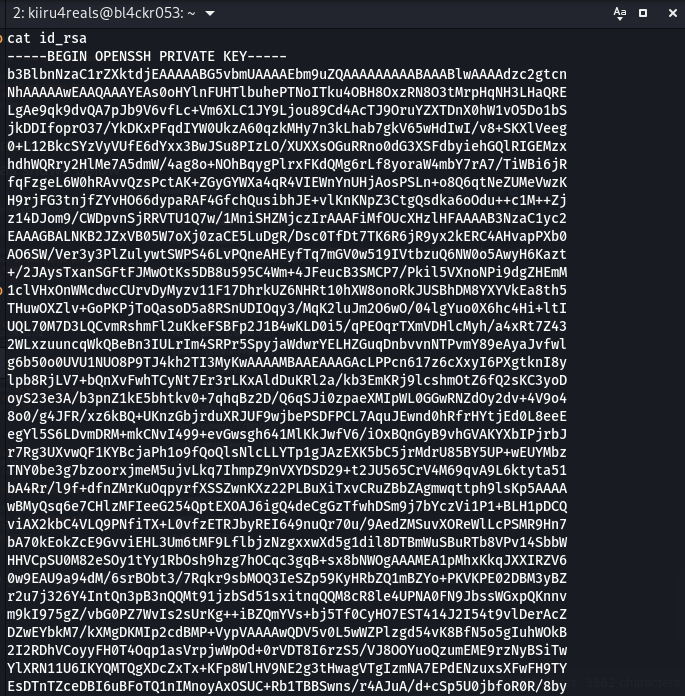 2: kiiru4reals@bl4ckr053: ~
cat id_rsa
-----BEGIN OPENSSH PRIVATE KEY-----
b3BlbnNzaC1rZXktdjEAAAAABG5vbmUAAAAEbm9uZQAAAAAAAAABAAABlwAAAAdzc2gtcn
NhAAAAAwEAAQAAAYEAs0oHYlnFUHTlbuhePTNoITku4OBH8OxzRN8O3tMrpHqNH3LHaQRE
LgAe9qk9dvQA7pJb9V6vfLc+Vm6XLC1JY9Ljou89Cd4AcTJ9OruYZXTDnX0hW1vO5Do1bS
jkDDIfoprO37/YkDKxPFqdIYW0UkzA60qzkMHy7n3kLhab7gkV65wHdIwI/v8+SKXlVeeg
0+L12BkcSYzVyVUfE6dYxx3BwJSu8PIzLO/XUXXsOGuRRno0dG3XSFdbyiehGQlRIGEMzx
hdhWQRry2HlMe7A5dmW/4ag8o+NOhBqygPlrxFKdQMg6rLf8yoraW4mbY7rA7/TiWBi6jR
fqFzgeL6W0hRAvvQzsPctAK+ZGyGYWXa4qR4VIEWnYnUHjAosPSLn+o8Q6qtNeZUMeVwzK
H9rjFG3tnjfZYvHO66dypaRAF4GfchQusibhJE+vlKnKNpZ3CtgQsdka6oOdu++c1M++Zj
z14DJom9/CWDpvnSjRRVTU1Q7w/1MniSHZMjczIrAAAFiMfOUcXHzlHFAAAAB3NzaC1yc2
EAAAGBALNKB2JZxVB05W7oXj0zaCE5LuDgR/Dsc0TfDt7TK6R6jR9yx2kERC4AHvapPXb0
AO6SW/Ver3y3PlZulywtSWPS46LvPQneAHEyfTq7mGV0w519IVtbzuQ6NW0o5AwyH6Kazt
+/2JAysTxanSGFtFJMwOtKs5DB8u595C4Wm+4JFeucB3SMCP7/Pkil5VXnoNPi9dgZHEmM
1clVHxOnWMcdwcCUrvDyMyzv11F17DhrkUZ6NHRt10hXW8onoRkJUSBhDM8YXYVkEa8th5
THuwOXZlv+GoPKPjToQasoD5a8RSnUDIOqy3/MqK2luJm2O6wO/04lgYuo0X6hc4Hi+ltI
UQL70M7D3LQCvmRshmFl2uKkeFSBFp2J1B4wKLD0i5/qPEOqrTXmVDHlcMyh/a4xRt7Z43
2WLxzuuncqWkQBeBn3IULrIm4SRPr5SpyjaWdwrYELHZGuqDnbvvnNTPvmY89eAyaJvfwl
g6b50o0UVU1NUO8P9TJ4kh2TI3MyKwAAAAMBAAEAAAGAcLPPcn617z6cXxyI6PXgtknI8y
lpb8RjLV7+bQnXvFwhTCyNt7Er3rLKxAldDuKRl2a/kb3EmKRj9lcshmOtZ6fQ2sKC3yoD
oyS23e3A/b3pnZ1kE5bhtkv0+7qhqBz2D/Q6qSJi0zpaeXMIpWL0GGwRNZdOy2dv+4V9o4
8o0/g4JFR/xz6kBQ+UKnzGbjrduXRJUF9wjbePSDFPCL7AquJEwnd0hRfrHYtjEd0L8eeE
egYl5S6LDvmDRM+mkCNvI499+evGwsgh641MlKkJwfV6/iOxBQnGyB9vhGVAKYXbIPjrbJ
r7Rg3UXvwQF1KYBcjaPh1o9fQoQlsNlcLLYTp1gJAzEXK5bC5jrMdrU85BY5UP+wEUYMbz
TNY0be3g7bzoorxjmeM5ujvLkq7IhmpZ9nVXYDSD29+t2JU565CrV4M69qvA9L6ktyta51
bA4Rr/l9f+dfnZMrKuOqpyrfXSSZwnKXz22PLBuXiTxvCRuZBbZAgmwqttph9lsKp5AAAA
wBMyQsq6e7CHlzMFIeeG254QptEXOAJ6igQ4deCgGzTfwhDSm9j7bYczVi1P1+BLH1pDCQ
viAX2kbC4VLQ9PNfiTX+L0vfzETRJbyREI649nuQr70u/9AedZMSuvXOReWlLcPSMR9Hn7
bA70kEokZcE9GvviEHL3Um6tMF9LflbjzNzgxxwXd5g1dil8DTBmWuSBuRTb8VPv14SbbW
HHVCpSU0M82eSOy1tYy1RbOsh9hzg7hOCqc3gqB+sx8bNWOgAAAMEA1pMhxKkqJXXIRZV6
0w9EAU9a94dM/6srBObt3/7Rqkr9sbMOQ3IeSZp59KyHRbZQ1mBZYo+PKVKPE02DBM3yBZ
r2u7j326Y4IntQn3pB3nQQMt91jzbSd51sxitnqQQM8cR8le4UPNA0FN9JbssWGxpQKnnv
m9kI975gZ/vbG0PZ7WvIs2sUrKg++iBZQmYVs+bj5Tf0CyHO7EST414J2I54t9vlDerAcZ
DZwEYbkM7/kXMgDKMIp2cdBMP+VypVAAAAwQDV5v0L5wWZPlzgd54vK8BfN5o5gIuhWOkB
2I2RDhVCoyyFH0T4Oqp1asVrpjwWpOd+0rVDT8I6rzS5/VJ8OOYuoQzumEME9rzNyBSiTw
YlXRN11U6IKYQMTQgXDcZxTx+KFp8WlHV9NE2g3tHwagVTgIzmNA7EPdENzuxsXFwFH9TY
EsDTnTZceDBI6uBFoTQ1nIMnoyAxOSUC+Rb1TBBSwns/r4AJuA/d+cSp5U0jbfoR0R/8by